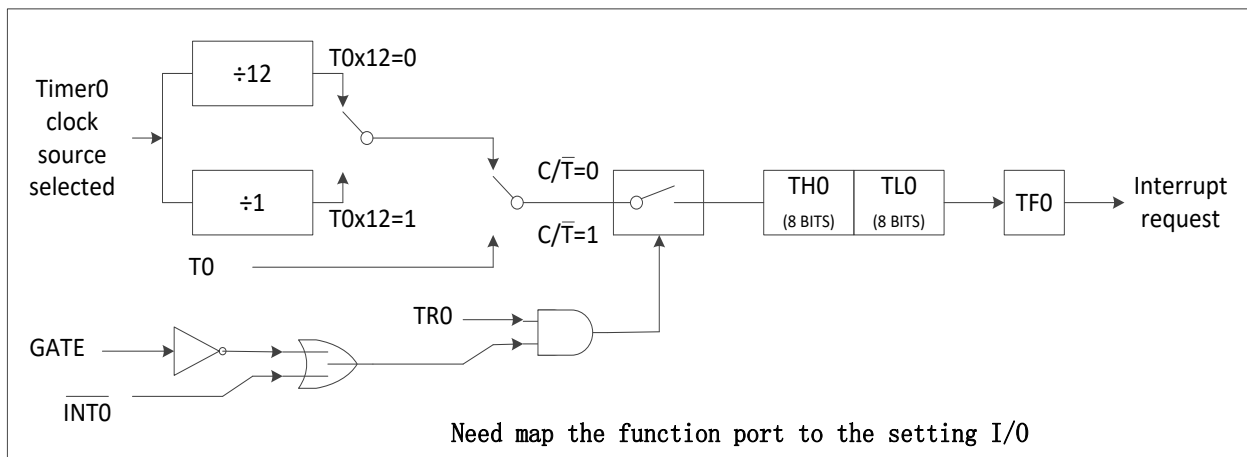 ÷12
T0x12=0
Timer0
clock
source
selected
÷1
T0x12=1
C/T̅=0
C/T̅=1
T0
TH0
(8 BITS)
TL0
(8 BITS)
TF0
Interrupt
request
TR0
GATE
I̅N̅T̅0̅
Need map the function port to the setting I/O